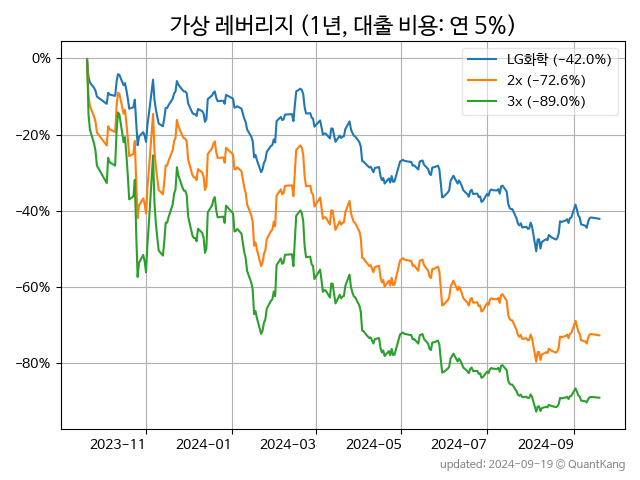 가상 레버리지 (1년, 대출 비용: 연 5%)
LG화학 (−42.0%)
2x (−72.6%)
3x (−89.0%)
0%
−20%
−40%
−60%
−80%
2023−11 2024−01 2024−03 2024−05 2024−07 2024−09
updated: 2024−09−19 © QuantKang